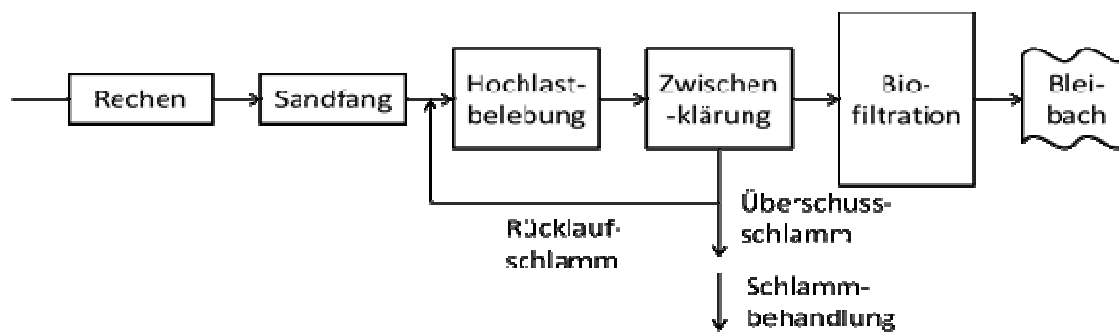 Rechen
Sandfang
Hochlast-
belebung
Zwischen
-klärung
Bio-
filtration
Blei-
bach
Rücklauf-
schlamm
Überschuss-
schlamm
Schlamm-
behandlung